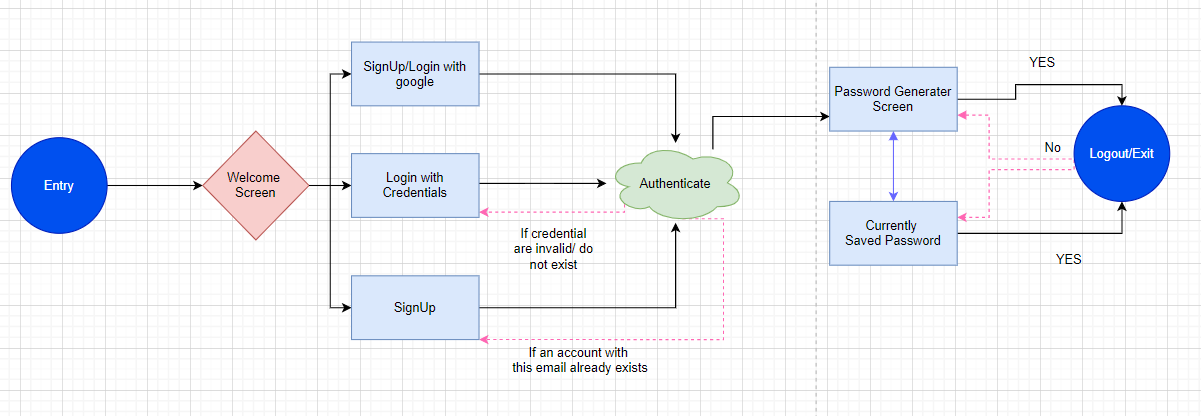 Entry
Welcome
Screen
SignUp/Login with
google
Login with
Credentials
SignUp
Authenticate
If credential
are invalid/ do
not exist
If an account with
this email already exists
Password Generater
Screen
Currently
Saved Password
YES
No
Logout/Exit
YES